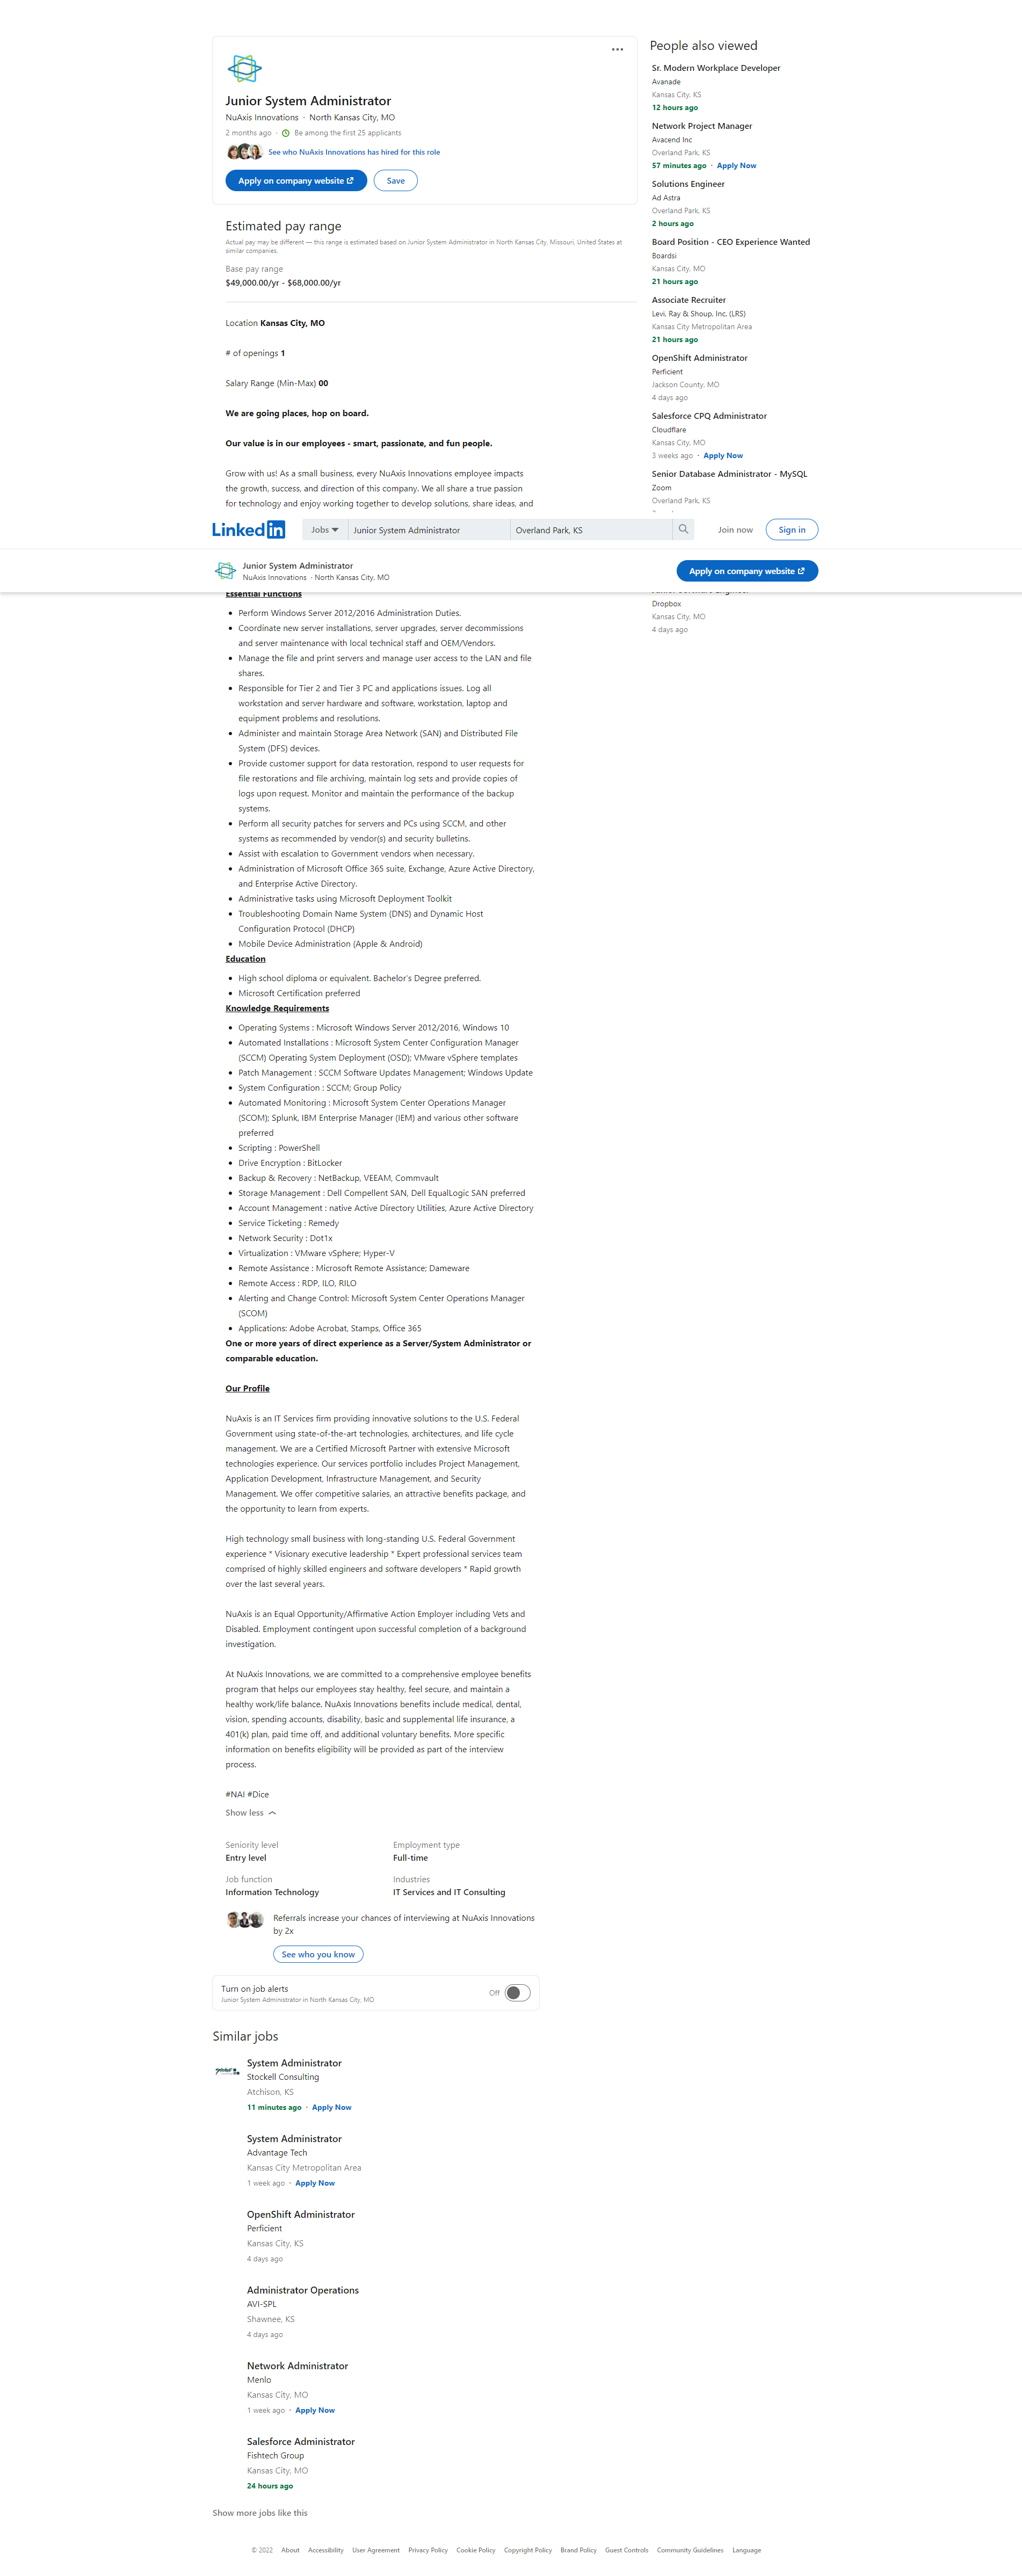 Junior System Administrator
NuAxis Innovations · North Kansas City, MO
2 months ago · Be among the first 25 applicants
See who NuAxis Innovations has hired for this role
Apply on company website
Save
Estimated pay range
Actual pay may be different — this range is estimated based on Junior System Administrator in North Kansas City, Missouri, United States at
similar companies.
Base pay range
$49,000.00/yr - $68,000.00/yr
Location Kansas City, MO
# of openings 1
Salary Range (Min-Max) 00
We are going places, hop on board.
Our value is in our employees - smart, passionate, and fun people.
Grow with us! As a small business, every NuAxis Innovations employee impacts
the growth, success, and direction of this company. We all share a true passion
for technology and enjoy working together to develop solutions, share ideas, and
People also viewed
Sr. Modern Workplace Developer
Avanade
Kansas City, KS
12 hours ago
Network Project Manager
Avacend Inc
Overland Park, KS
57 minutes ago · Apply Now
Solutions Engineer
Ad Astra
Overland Park, KS
2 hours ago
Board Position - CEO Experience Wanted
Boardsi
Kansas City, MO
21 hours ago
Associate Recruiter
Levi, Ray & Shoup, Inc. (LRS)
Kansas City Metropolitan Area
21 hours ago
OpenShift Administrator
Perficient
Jackson County, MO
4 days ago
Salesforce CPQ Administrator
Cloudflare
Kansas City, MO
3 weeks ago · Apply Now
Senior Database Administrator - MySQL
Zoom
Overland Park, KS
LinkedIn
Jobs
Junior System Administrator
Overland Park, KS
Join now
Sign in
Junior System Administrator
NuAxis Innovations · North Kansas City, MO
Apply on company website
Dropbox
Kansas City, MO
4 days ago
Essential Functions
• Perform Windows Server 2012/2016 Administration Duties.
• Coordinate new server installations, server upgrades, server decommissions
and server maintenance with local technical staff and OEM/Vendors.
• Manage the file and print servers and manage user access to the LAN and file
shares.
• Responsible for Tier 2 and Tier 3 PC and applications issues. Log all
workstation and server hardware and software, workstation, laptop and
equipment problems and resolutions.
• Administer and maintain Storage Area Network (SAN) and Distributed File
System (DFS) devices.
• Provide customer support for data restoration, respond to user requests for
file restorations and file archiving, maintain log sets and provide copies of
logs upon request. Monitor and maintain the performance of the backup
systems.
• Perform all security patches for servers and PCs using SCCM, and other
systems as recommended by vendor(s) and security bulletins.
• Assist with escalation to Government vendors when necessary.
• Administration of Microsoft Office 365 suite, Exchange, Azure Active Directory,
and Enterprise Active Directory.
• Administrative tasks using Microsoft Deployment Toolkit
• Troubleshooting Domain Name System (DNS) and Dynamic Host
Configuration Protocol (DHCP)
• Mobile Device Administration (Apple & Android)
Education
• High school diploma or equivalent. Bachelor's Degree preferred.
• Microsoft Certification preferred
Knowledge Requirements
• Operating Systems : Microsoft Windows Server 2012/2016, Windows 10
• Automated Installations : Microsoft System Center Configuration Manager
(SCCM) Operating System Deployment (OSD); VMware vSphere templates
• Patch Management : SCCM Software Updates Management; Windows Update
• System Configuration : SCCM; Group Policy
• Automated Monitoring : Microsoft System Center Operations Manager
(SCOM); Splunk, IBM Enterprise Manager (IEM) and various other software
preferred
• Scripting : PowerShell
• Drive Encryption : BitLocker
• Backup & Recovery : NetBackup, VEEAM, Commvault
• Storage Management : Dell Compellent SAN, Dell EqualLogic SAN preferred
• Account Management : native Active Directory Utilities, Azure Active Directory
• Service Ticketing : Remedy
• Network Security : Dot1x
• Virtualization : VMware vSphere; Hyper-V
• Remote Assistance : Microsoft Remote Assistance; Dameware
• Remote Access : RDP, ILO, RILO
• Alerting and Change Control: Microsoft System Center Operations Manager
(SCOM)
• Applications: Adobe Acrobat, Stamps, Office 365
One or more years of direct experience as a Server/System Administrator or
comparable education.
Our Profile
NuAxis is an IT Services firm providing innovative solutions to the U.S. Federal
Government using state-of-the-art technologies, architectures, and life cycle
management. We are a Certified Microsoft Partner with extensive Microsoft
technologies experience. Our services portfolio includes Project Management,
Application Development, Infrastructure Management, and Security
Management. We offer competitive salaries, an attractive benefits package, and
the opportunity to learn from experts.
High technology small business with long-standing U.S. Federal Government
experience * Visionary executive leadership * Expert professional services team
comprised of highly skilled engineers and software developers * Rapid growth
over the last several years.
NuAxis is an Equal Opportunity/Affirmative Action Employer including Vets and
Disabled. Employment contingent upon successful completion of a background
investigation.
At NuAxis Innovations, we are committed to a comprehensive employee benefits
program that helps our employees stay healthy, feel secure, and maintain a
healthy work/life balance. NuAxis Innovations benefits include medical, dental,
vision, spending accounts, disability, basic and supplemental life insurance, a
401(k) plan, paid time off, and additional voluntary benefits. More specific
information on benefits eligibility will be provided as part of the interview
process.
#NAI #Dice
Show less
Seniority level
Entry level
Employment type
Full-time
Job function
Information Technology
Industries
IT Services and IT Consulting
Referrals increase your chances of interviewing at NuAxis Innovations
by 2x
See who you know
Turn on job alerts
Junior System Administrator in North Kansas City, MO
Off
Similar jobs
System Administrator
Stockell Consulting
Atchison, KS
11 minutes ago · Apply Now
System Administrator
Advantage Tech
Kansas City Metropolitan Area
1 week ago · Apply Now
OpenShift Administrator
Perficient
Kansas City, KS
4 days ago
Administrator Operations
AVI-SPL
Shawnee, KS
4 days ago
Network Administrator
Menlo
Kansas City, MO
1 week ago · Apply Now
Salesforce Administrator
Fishtech Group
Kansas City, MO
24 hours ago
Show more jobs like this
© 2022 About Accessibility User Agreement Privacy Policy Cookie Policy Copyright Policy Brand Policy Guest Controls Community Guidelines Language